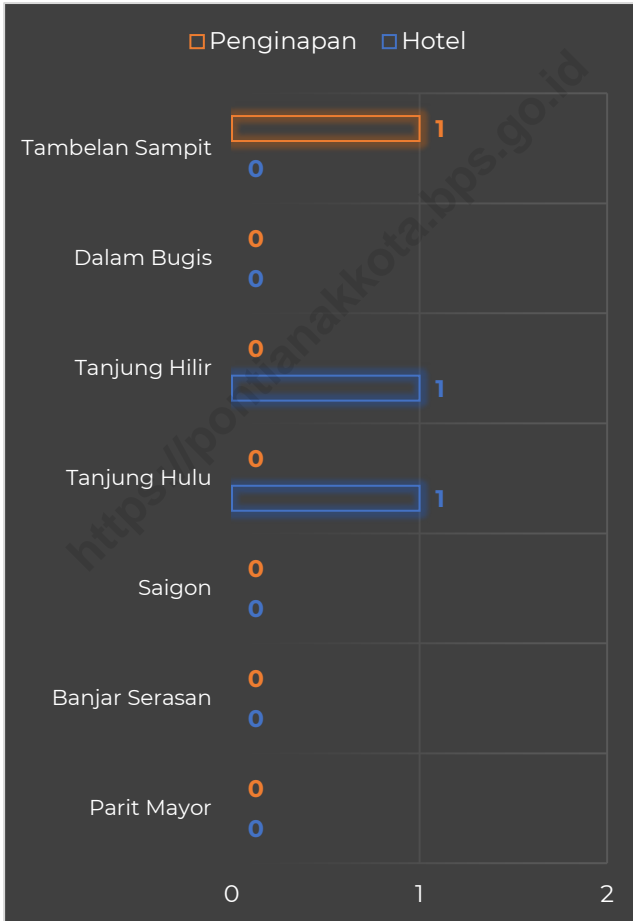 Penginapan Hotel
Tambelan Sampit
1
0
Dalam Bugis
0
0
Tanjung Hilir
0
1
Tanjung Hulu
0
1
Saigon
0
0
Banjar Serasan
0
0
Parit Mayor
0
0
0 1 2
https://pontianakkota.bps.go.id